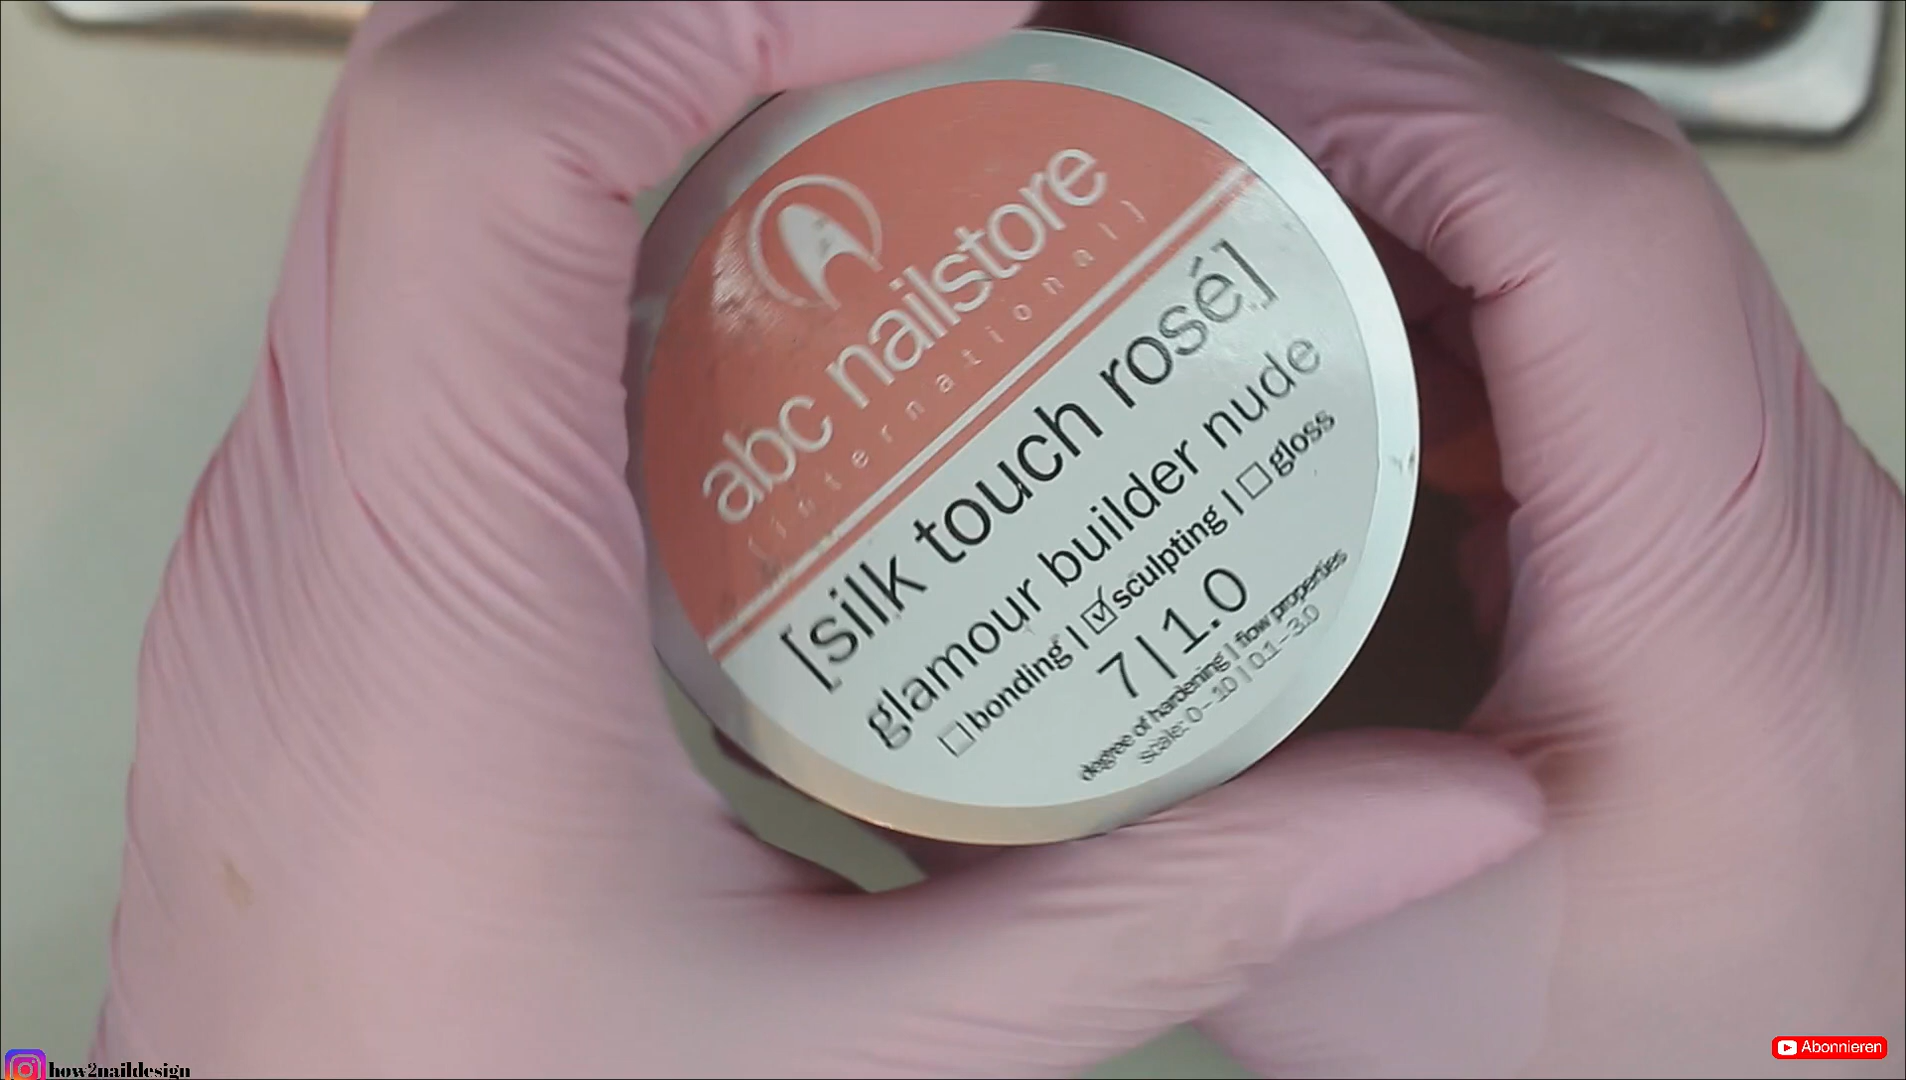 abc nailstore
(international)
[silk touch rosé]
glamour builder nude
bonding | sculpting | gloss
7 | 1.0
degree of hardening | flow properties
scale: 0 – 10 | 0.1 – 3.0
how2naildesign
Abonnieren